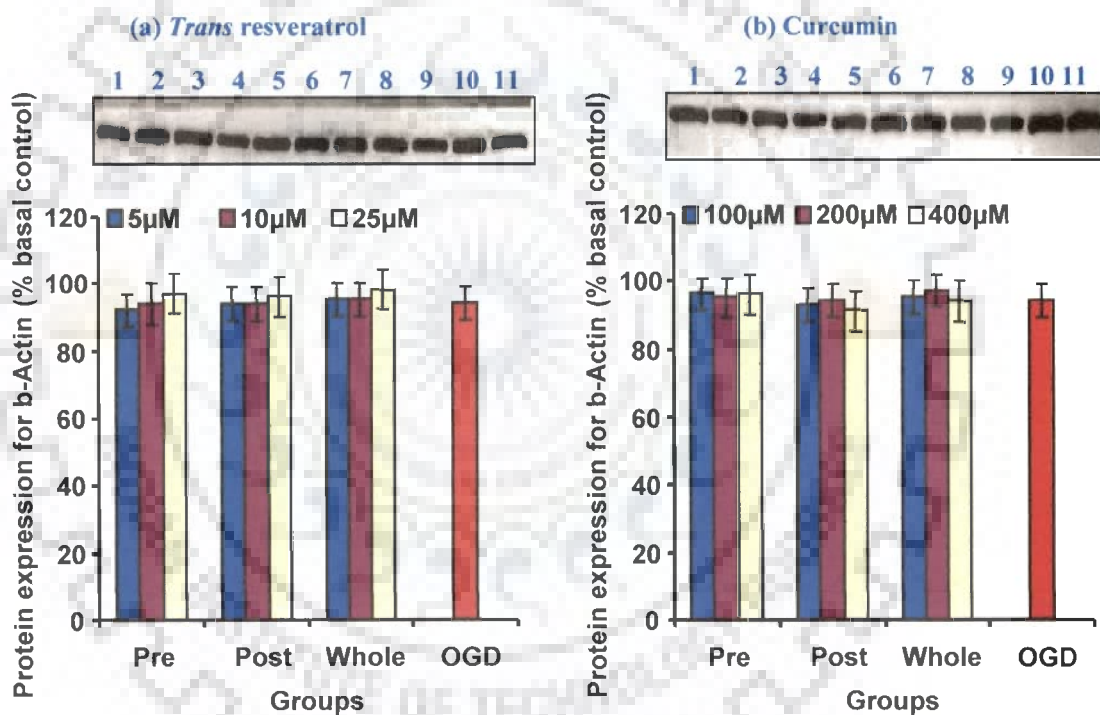 (a) Trans resveratrol
1 2 3 4 5 6 7 8 9 10 11
Protein expression for b-Actin (% basal control)
5µM 10µM 25µM
120
100
80
60
40
20
0
Pre Post Whole OGD
Groups
(b) Curcumin
1 2 3 4 5 6 7 8 9 10 11
Protein expression for b-Actin (% basal control)
100µM 200µM 400µM
120
100
80
60
40
20
0
Pre Post Whole OGD
Groups